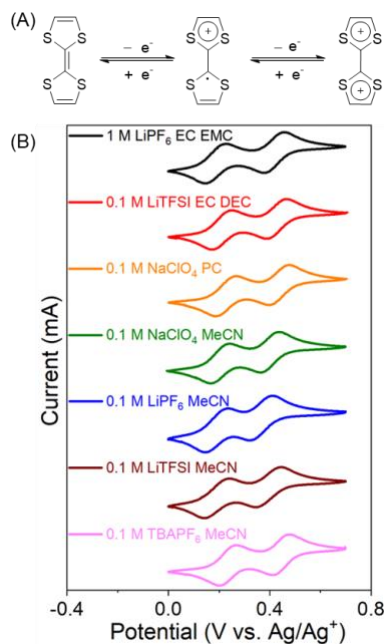 (A)
S S S S
− e⁻
+ e⁻
S + S S • S
− e⁻
+ e⁻
S + S S + S
(B)
1 M LiPF₆ EC EMC
0.1 M LiTFSI EC DEC
0.1 M NaClO₄ PC
0.1 M NaClO₄ MeCN
0.1 M LiPF₆ MeCN
0.1 M LiTFSI MeCN
0.1 M TBAPF₆ MeCN
Current (mA)
-0.4 0.0 0.4 0.8
Potential (V vs. Ag/Ag⁺)